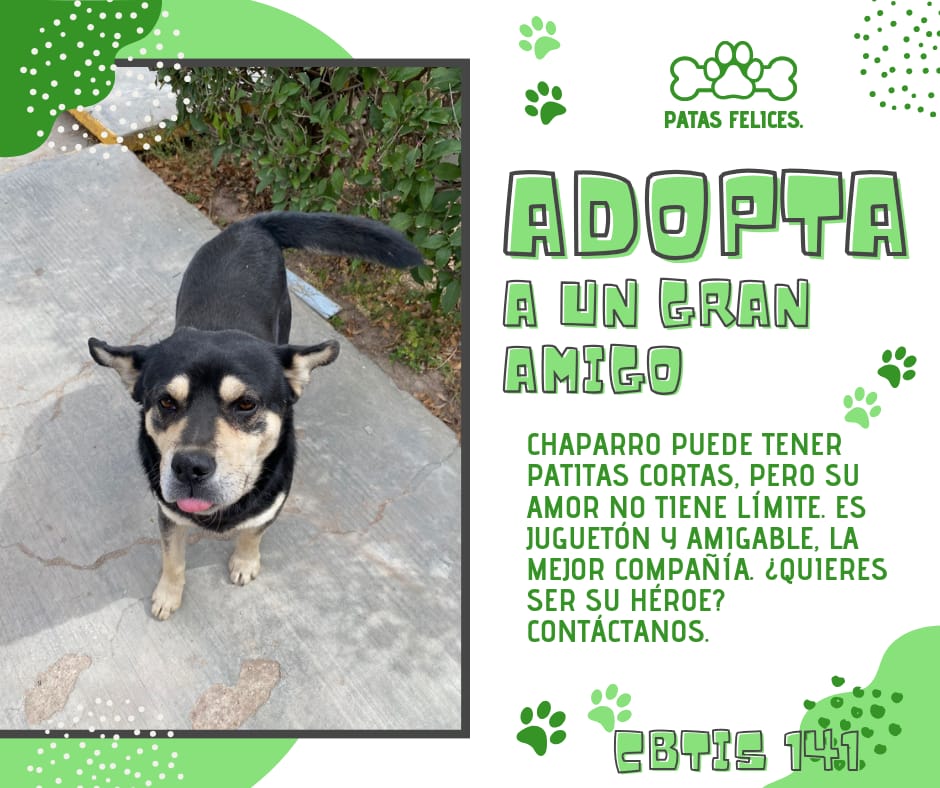 PATAS FELICES.
ADOPTA
A UN GRAN
AMIGO
CHAPARRO PUEDE TENER
PATITAS CORTAS, PERO SU
AMOR NO TIENE LÍMITE. ES
JUGUETÓN Y AMIGABLE, LA
MEJOR COMPAÑÍA. ¿QUIERES
SER SU HÉROE?
CONTÁCTANOS.
CBTIS 141